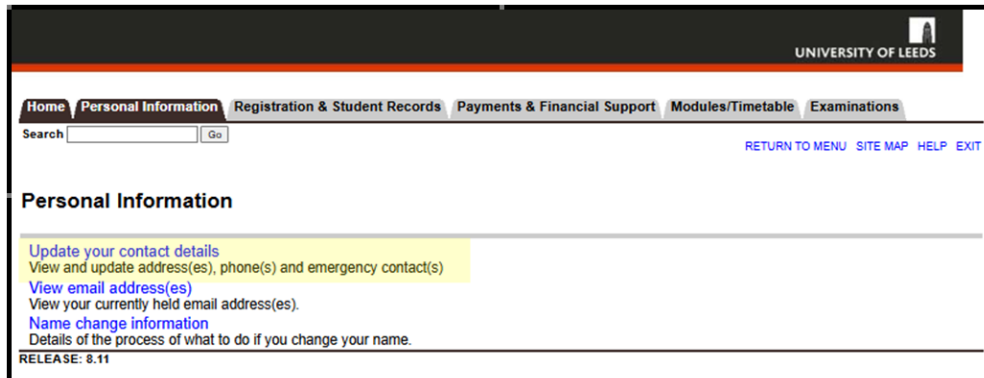 UNIVERSITY OF LEEDS
Home Personal Information Registration & Student Records Payments & Financial Support Modules/Timetable Examinations
Search Go
RETURN TO MENU SITE MAP HELP EXIT
Personal Information
Update your contact details
View and update address(es), phone(s) and emergency contact(s)
View email address(es)
View your currently held email address(es).
Name change information
Details of the process of what to do if you change your name.
RELEASE: 8.11